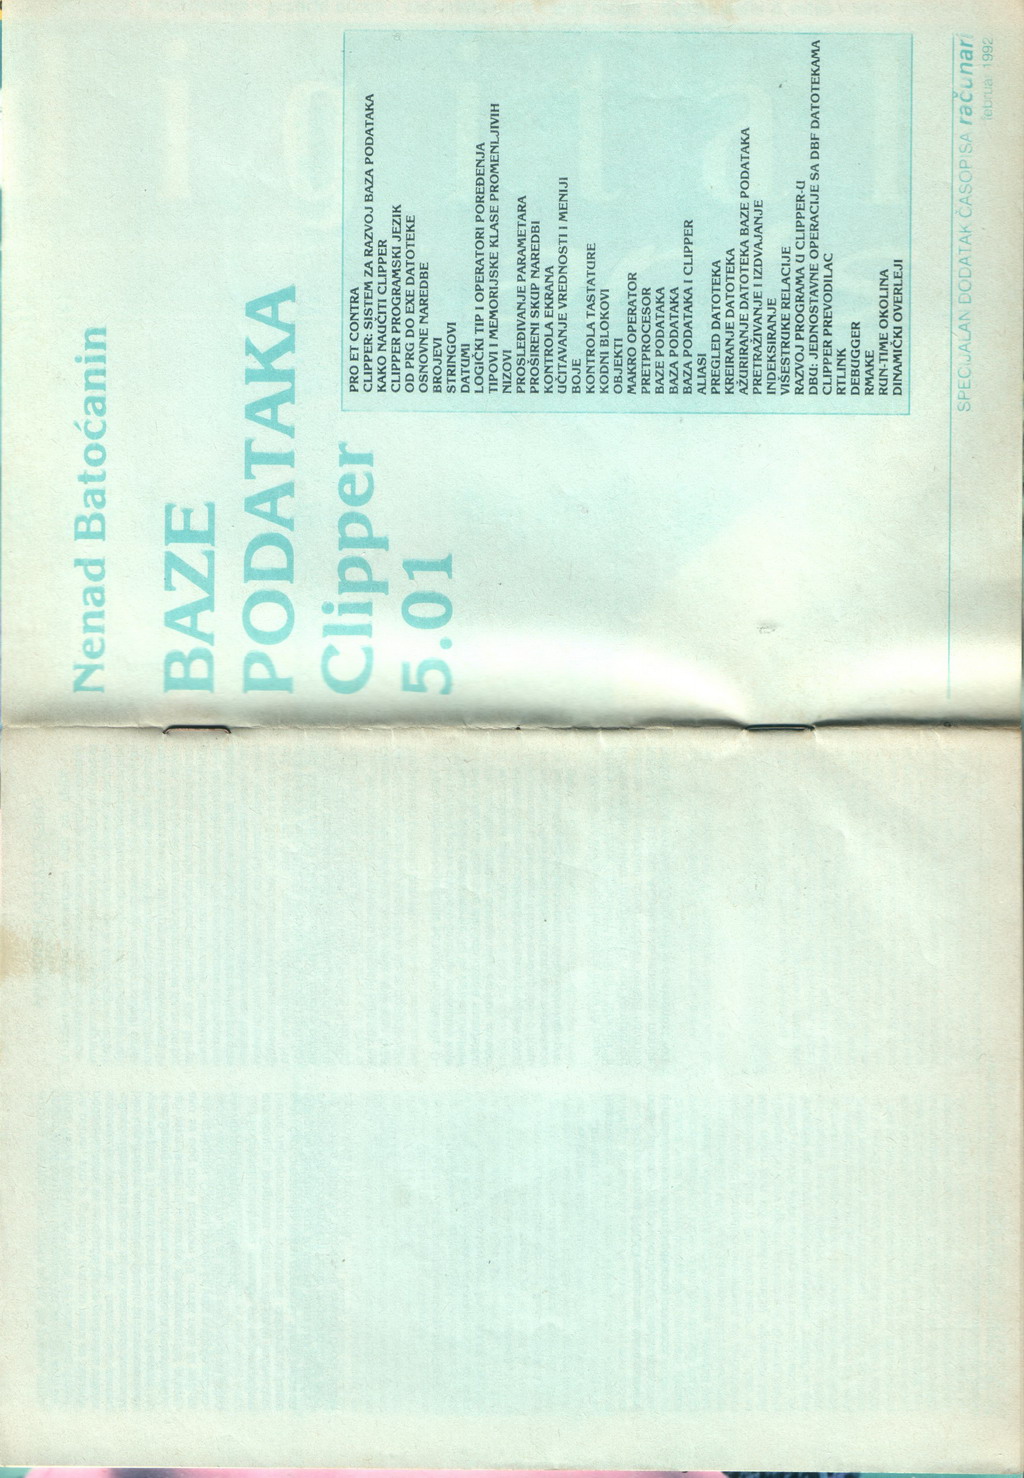 Nenad Batoćanin
BAZE
PODATAKA
Clipper
5.01
PRO ET CONTRA
CLIPPER: SISTEM ZA RAZVOJ BAZA PODATAKA
KAKO NAUČITI CLIPPER
CLIPPER PROGRAMSKI JEZIK
OD PRG DO EXE DATOTEKE
OSNOVNE NAREDBE
BROJEVI
STRINGOVI
DATUMI
LOGIČKI TIP I OPERATORI POREĐENJA
TIPOVI I MEMORIJSKE KLASE PROMENLJIVIH
NIZOVI
PROSLEĐIVANJE PARAMETARA
PROŠIRENI SKUP NAREDBI
KONTROLA EKRANA
UČITAVANJE VREDNOSTI I MENIJI
BOJE
KONTROLA TASTATURE
KODNI BLOKOVI
OBJEKTI
MAKRO OPERATOR
PRETPROCESOR
BAZE PODATAKA
BAZA PODATAKA
BAZA PODATAKA I CLIPPER
ALIASI
PREGLED DATOTEKA
KREIRANJE DATOTEKA
AŽURIRANJE DATOTEKA BAZE PODATAKA
PRETRAŽIVANJE I IZDVAJANJE
INDEKSIRANJE
VIŠESTRUKE RELACIJE
RAZVOJ PROGRAMA U CLIPPER-U
DBU: JEDNOSTAVNE OPERACIJE SA DBF DATOTEKAMA
CLIPPER PREVODILAC
RTLINK
DEBUGGER
RMAKE
RUN-TIME OKOLINA
DINAMIČKI OVERLEJI
SPECIJALAN DODATAK ČASOPISA računari
februar 1992